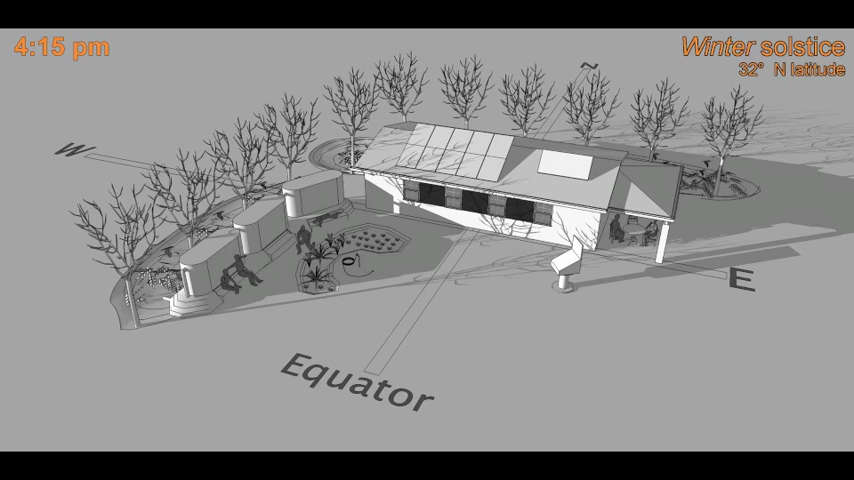 4:15 pm
Winter solstice
32° N latitude
N
W
E
Equator